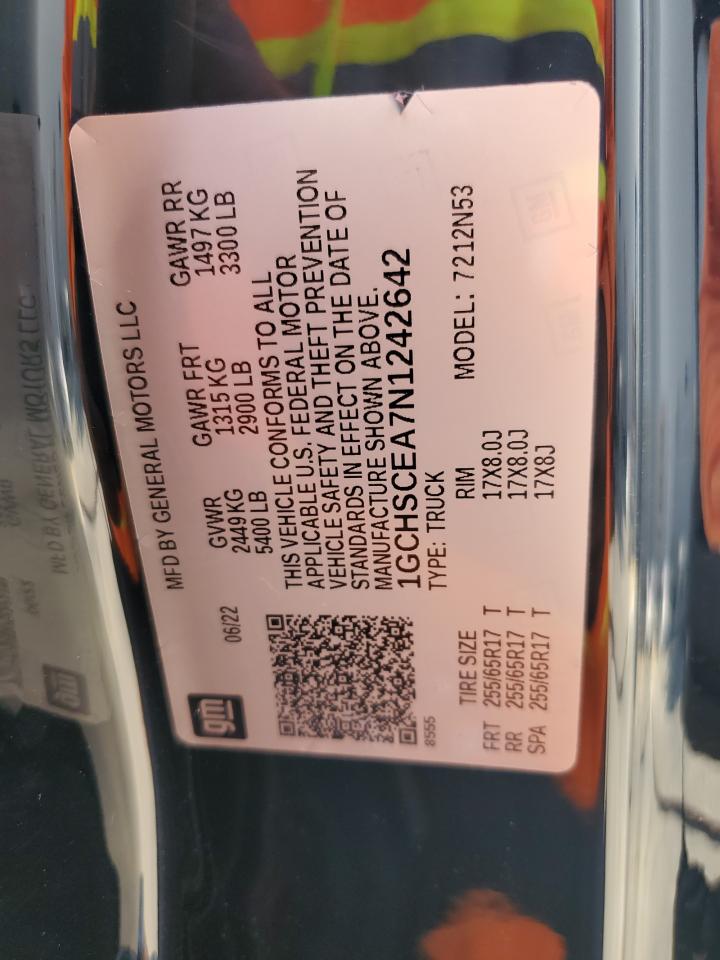 gm
06/22
MFD BY GENERAL MOTORS LLC
GVWR GAWR FRT GAWR RR
2449 KG 1315 KG 1497 KG
5400 LB 2900 LB 3300 LB
THIS VEHICLE CONFORMS TO ALL
APPLICABLE U.S. FEDERAL MOTOR
VEHICLE SAFETY AND THEFT PREVENTION
STANDARDS IN EFFECT ON THE DATE OF
MANUFACTURE SHOWN ABOVE.
1GCHSCEA7N1242642
TYPE: TRUCK MODEL: 7212N53
8555
TIRE SIZE RIM
FRT 255/65R17 T 17X8.0J
RR 255/65R17 T 17X8.0J
SPA 255/65R17 T 17X8J